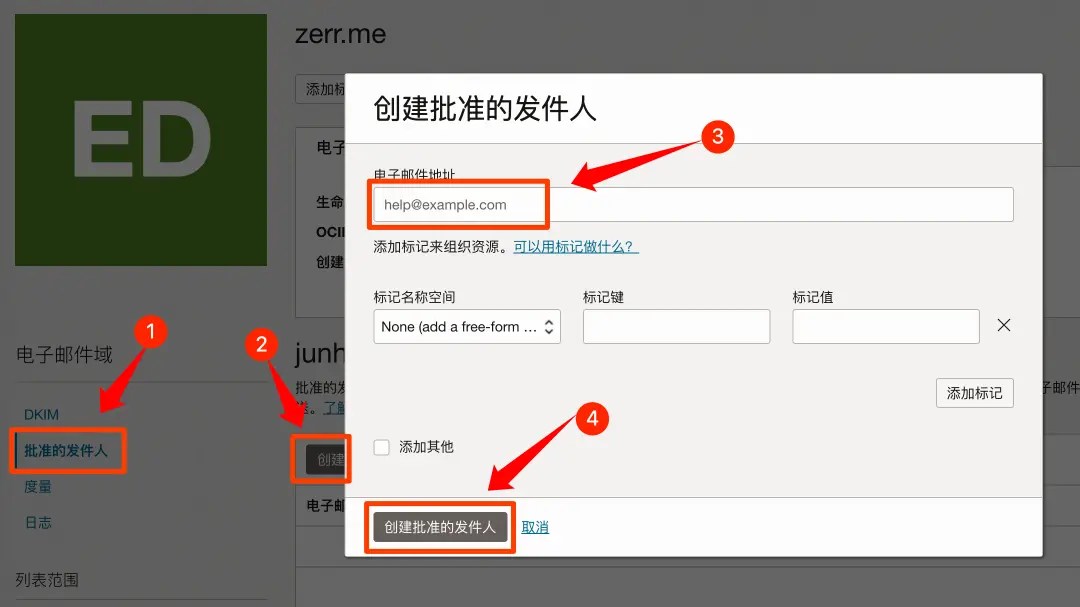 ED
zerr.me
添加标
电子
生命
OCI
创建
电子邮件域
DKIM
批准的发件人
度量
日志
列表范围
junh
批准的发
送。了解
创建
电子邮
子邮件
创建批准的发件人
电子邮件地址
help@example.com
添加标记来组织资源。可以用标记做什么？
标记名称空间
标记键
标记值
None (add a free-form ...
添加标记
添加其他
创建批准的发件人
取消
1
2
3
4